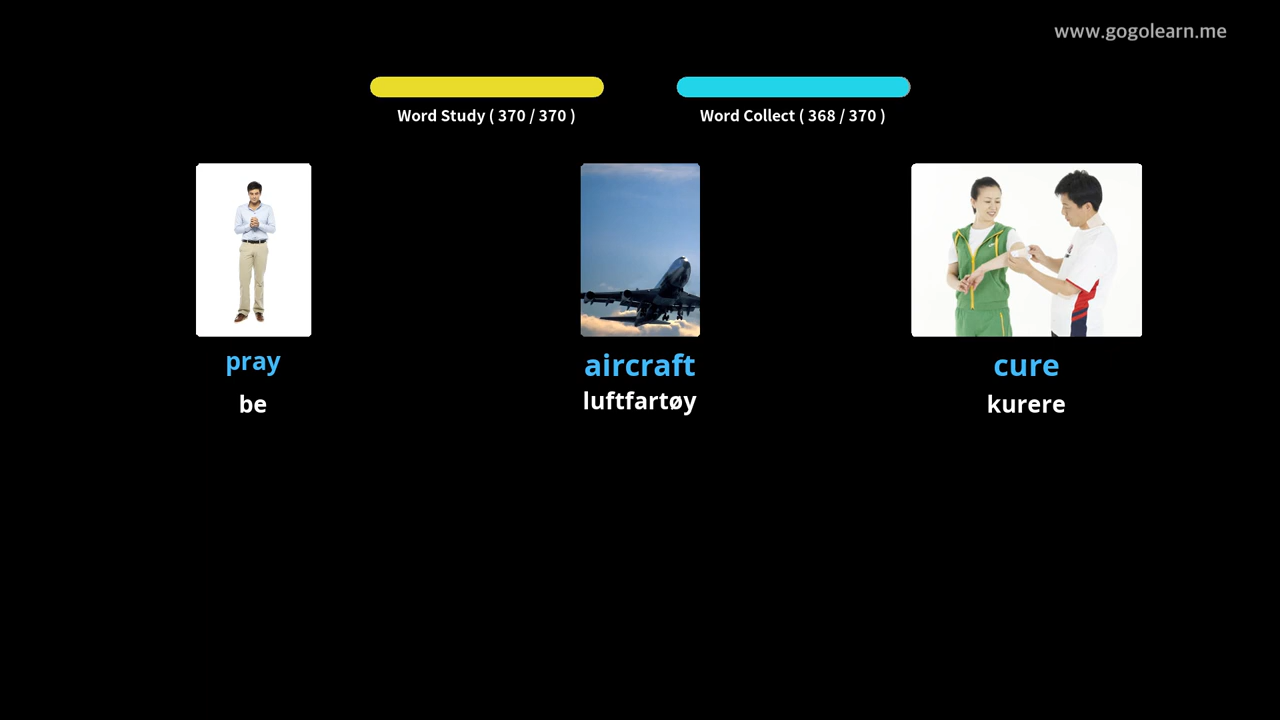 www.gogolearn.me
Word Study ( 370 / 370 )
Word Collect ( 368 / 370 )
pray
be
aircraft
luftfartøy
cure
kurere